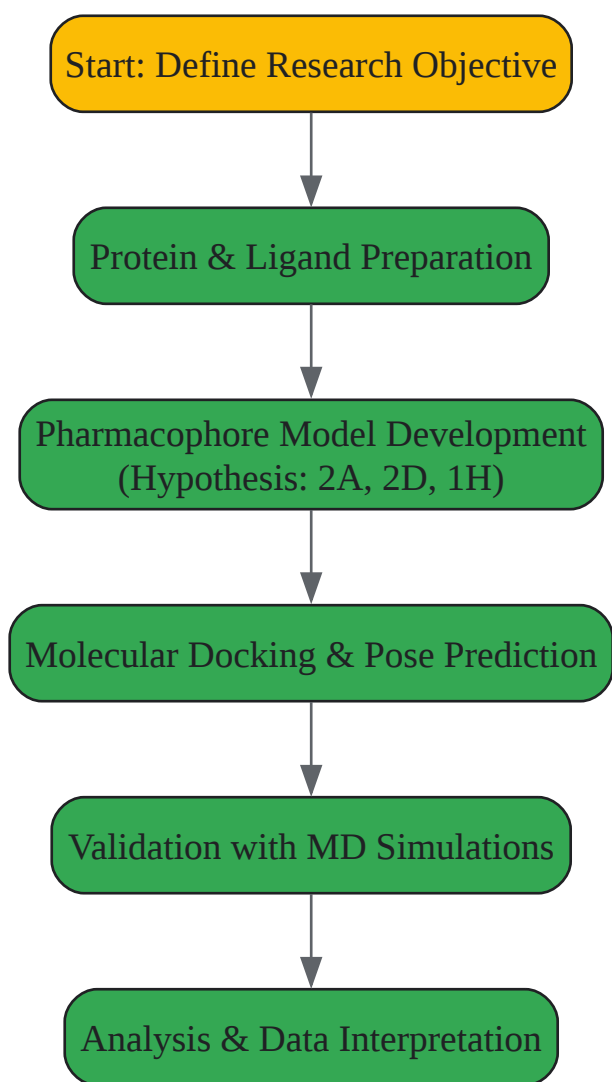 Start: Define Research Objective
Protein & Ligand Preparation
Pharmacophore Model Development
(Hypothesis: 2A, 2D, 1H)
Molecular Docking & Pose Prediction
Validation with MD Simulations
Analysis & Data Interpretation